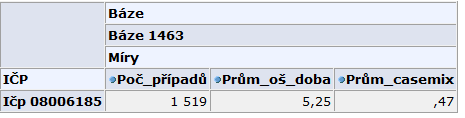 Báze
Báze 1463
Míry
IČP Poč_případů Prům_oš_doba Prům_casemix
Ičp 08006185 1 519 5,25 ,47